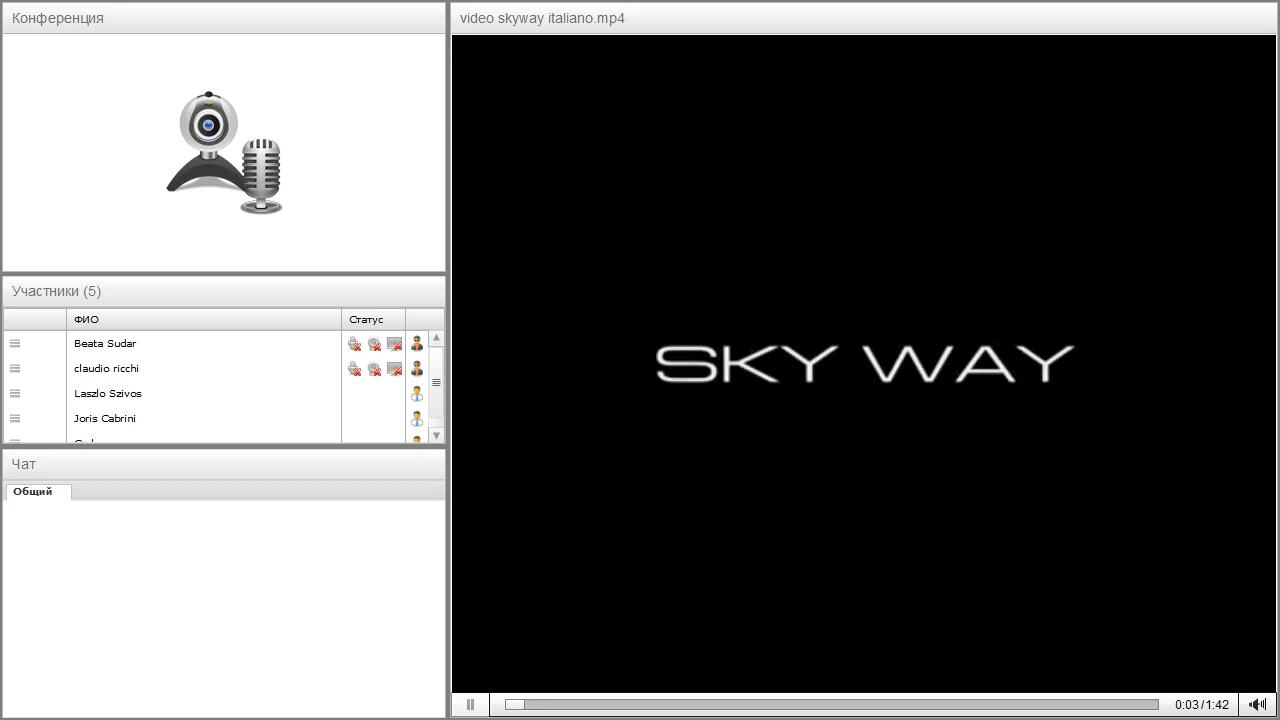 Конференция
Участники (5)
ФИО Статус
Beata Sudar
claudio ricchi
Laszlo Szivos
Joris Cabrini
Чат
Общий
video skyway italiano.mp4
SKY WAY
0:03/1:42